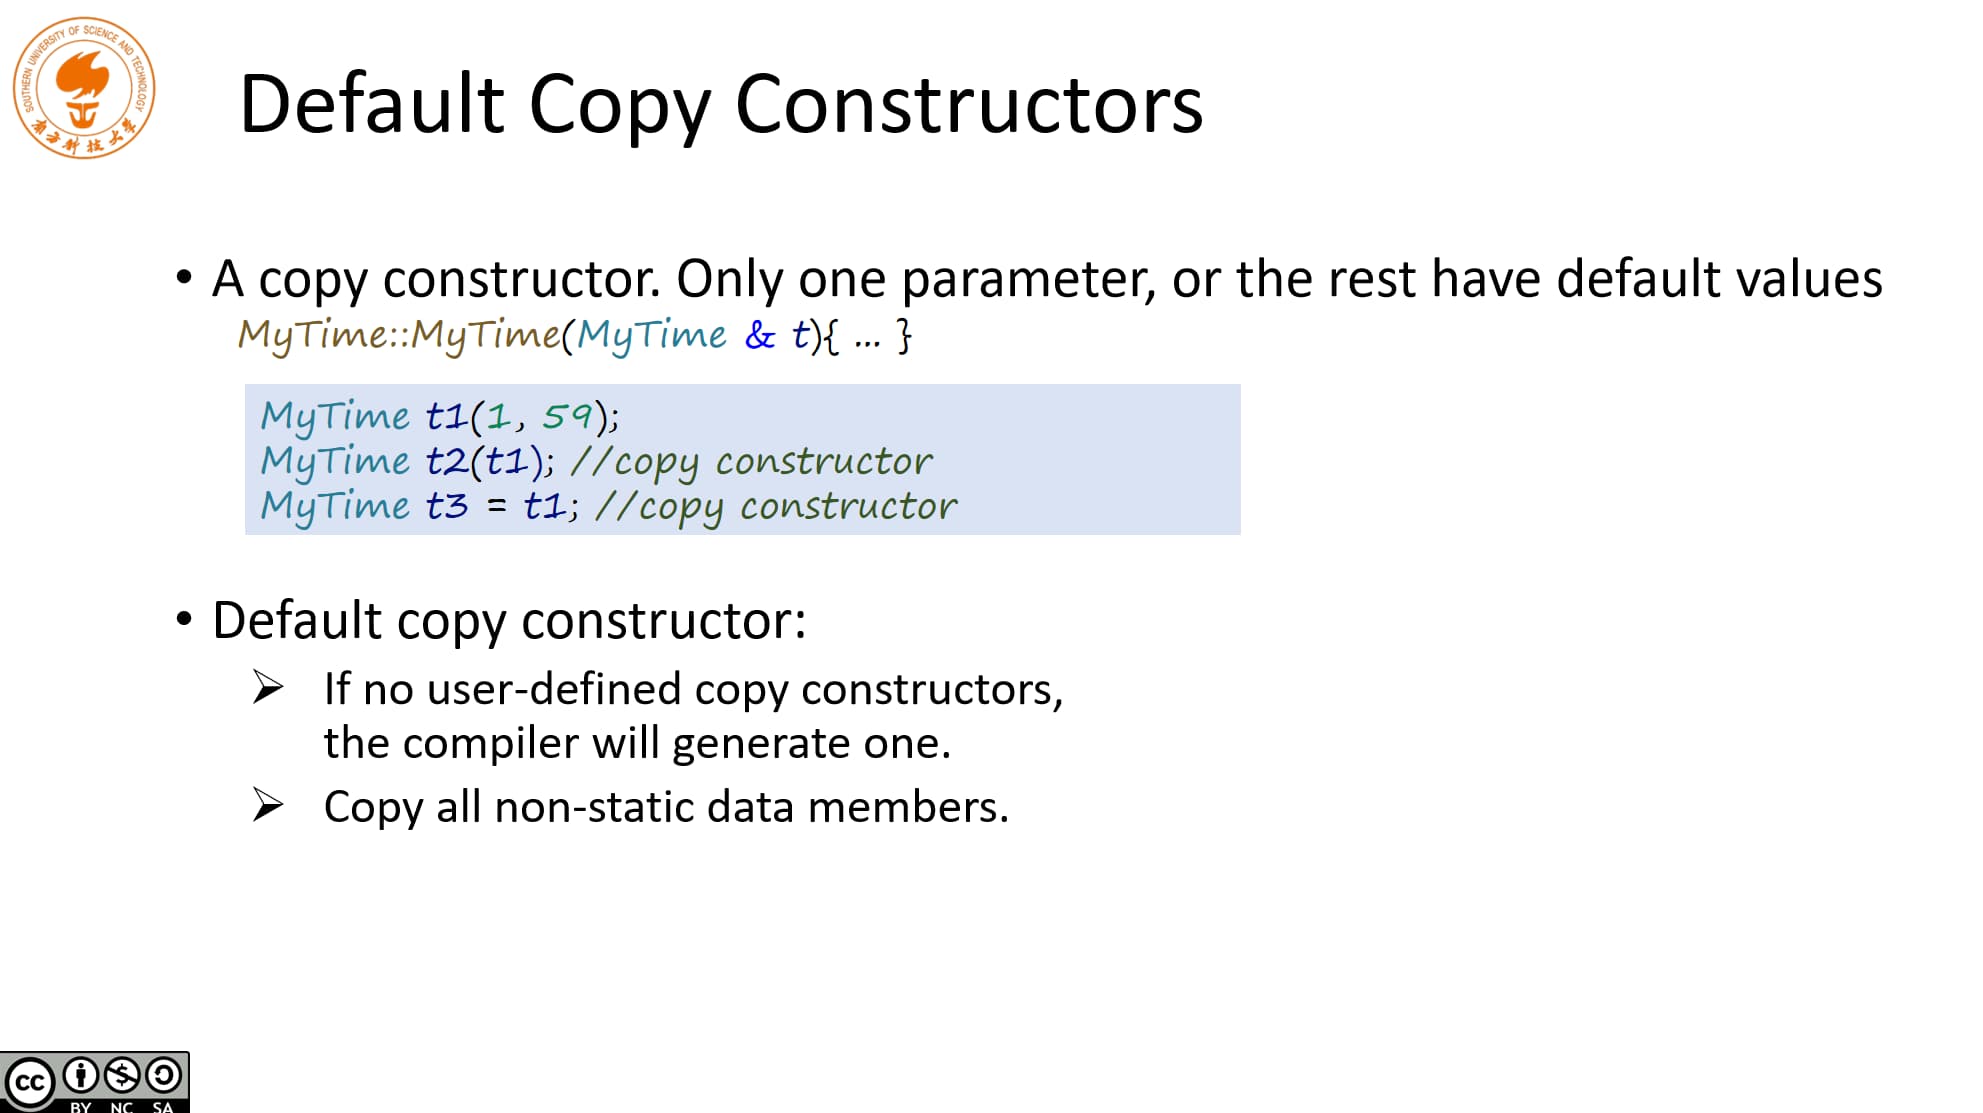 SOUTHERN UNIVERSITY OF SCIENCE AND TECHNOLOGY
南方科技大学
Default Copy Constructors
• A copy constructor. Only one parameter, or the rest have default values
MyTime::MyTime(MyTime & t){ ... }
MyTime t1(1, 59);
MyTime t2(t1); //copy constructor
MyTime t3 = t1; //copy constructor
• Default copy constructor:
➢ If no user-defined copy constructors,
the compiler will generate one.
➢ Copy all non-static data members.
cc
BY NC SA